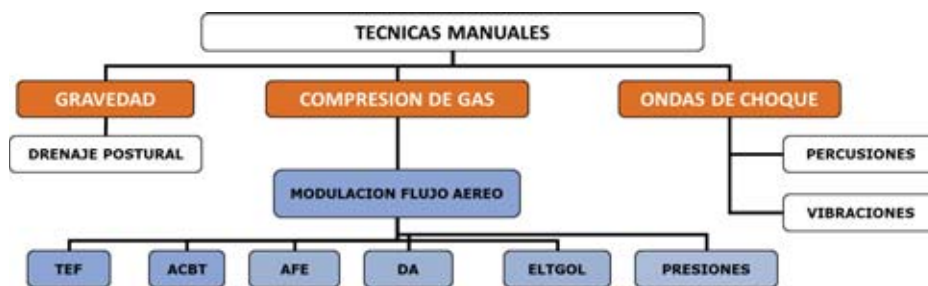 TECNICAS MANUALES
GRAVEDAD
COMPRESION DE GAS
ONDAS DE CHOQUE
DRENAJE POSTURAL
PERCUSIONES
MODULACION FLUJO AEREO
VIBRACIONES
TEF
ACBT
AFE
DA
ELTGOL
PRESIONES